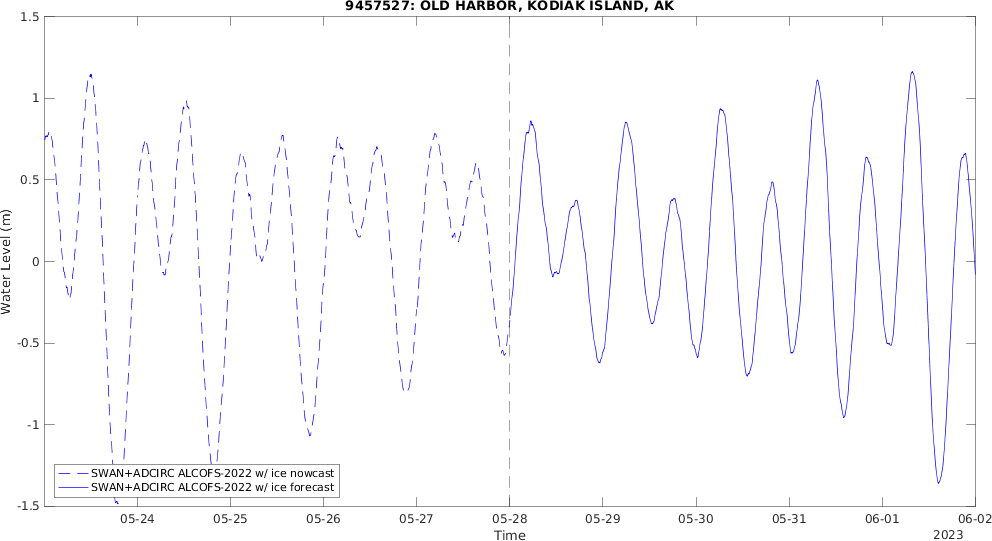 9457527: OLD HARBOR, KODIAK ISLAND, AK
1.5
1
0.5
0
-0.5
-1
-1.5
Water Level (m)
SWAN+ADCIRC ALCOFS-2022 w/ ice nowcast
SWAN+ADCIRC ALCOFS-2022 w/ ice forecast
05-24 05-25 05-26 05-27 05-28 05-29 05-30 05-31 06-01 06-02
Time
2023